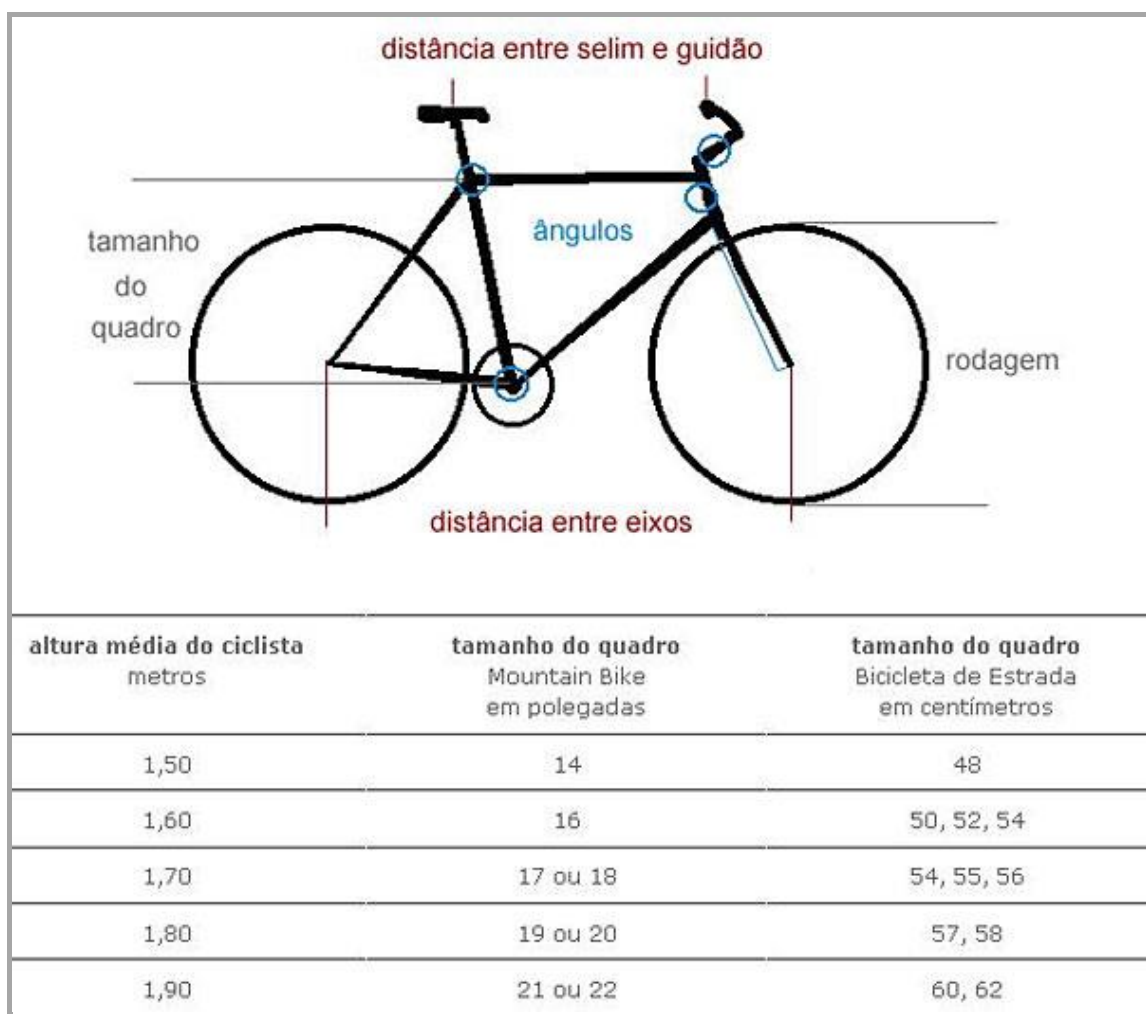 distância entre selim e guidão
ângulos
tamanho
do
quadro
rodagem
distância entre eixos
altura média do ciclista
metros
tamanho do quadro
Mountain Bike
em polegadas
tamanho do quadro
Bicicleta de Estrada
em centímetros
1,50 14 48
1,60 16 50, 52, 54
1,70 17 ou 18 54, 55, 56
1,80 19 ou 20 57, 58
1,90 21 ou 22 60, 62